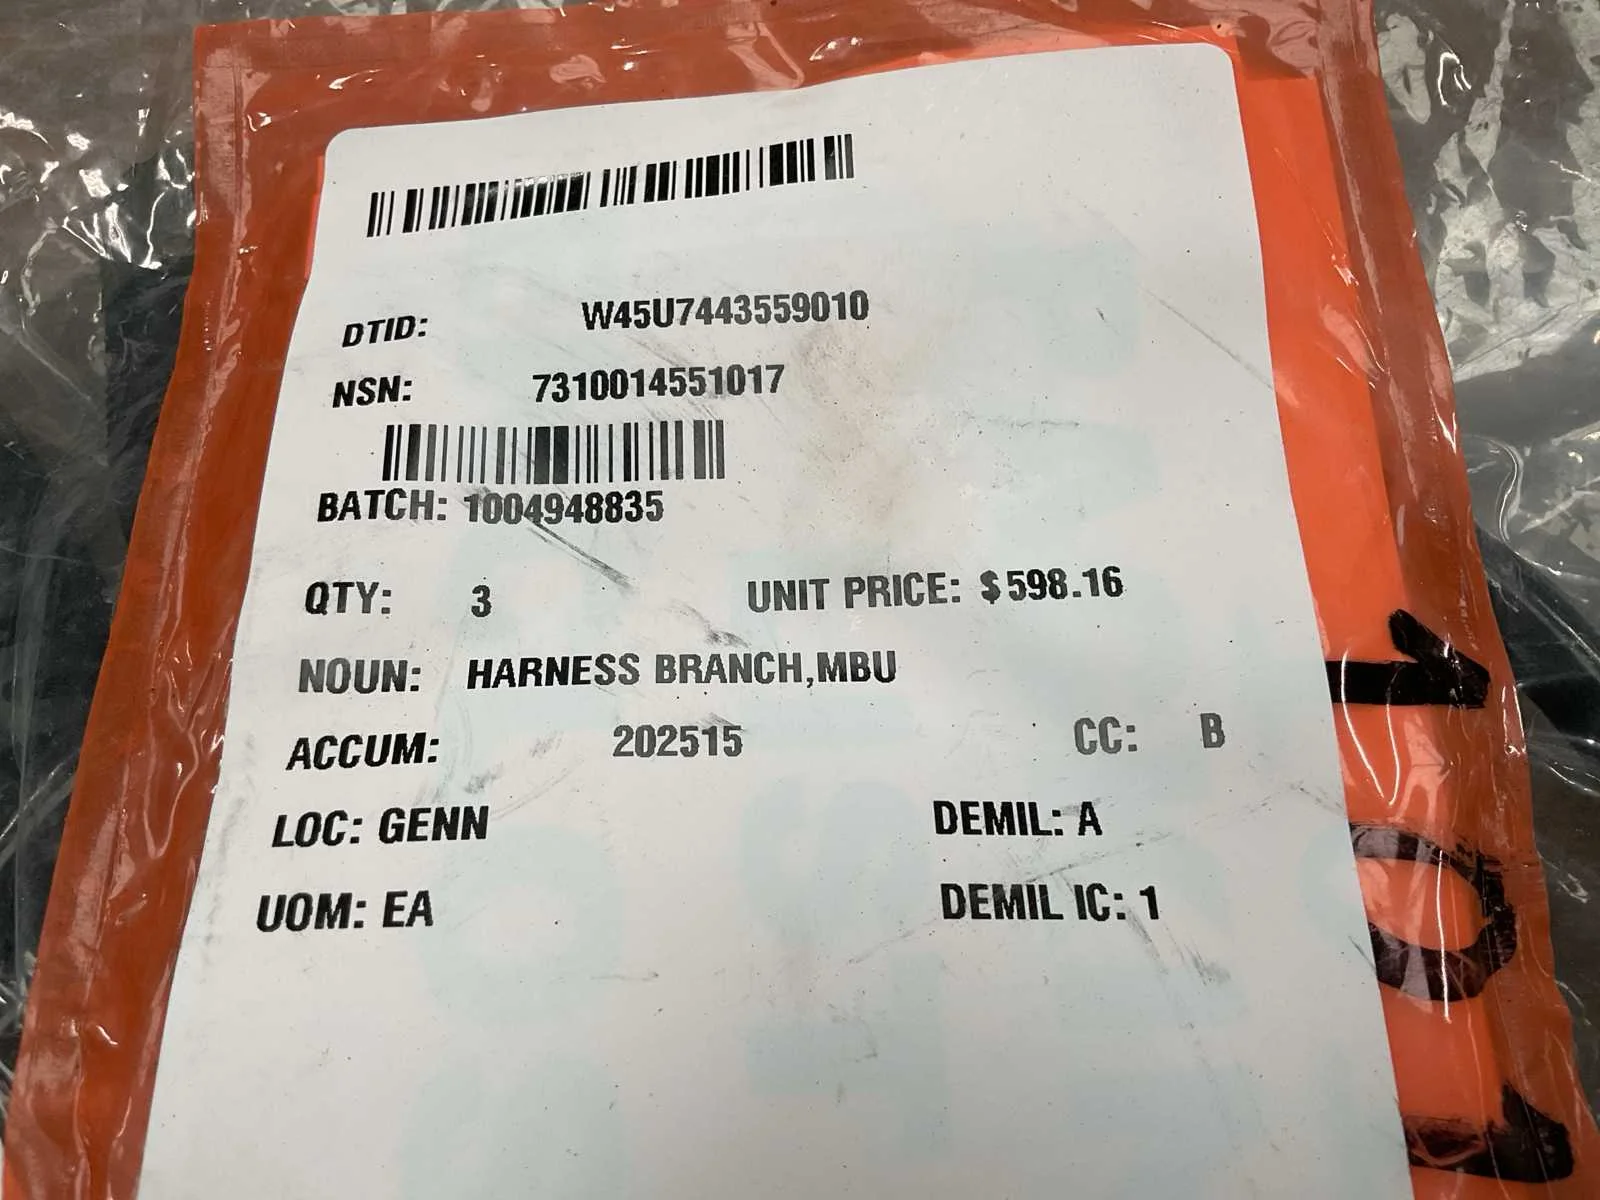 DTID: W45U7443559010
NSN: 7310014551017
BATCH: 1004948835
QTY: 3 UNIT PRICE: $598.16
NOUN: HARNESS BRANCH,MBU
ACCUM: 202515 CC: B
LOC: GENN DEMIL: A
UOM: EA DEMIL IC: 1